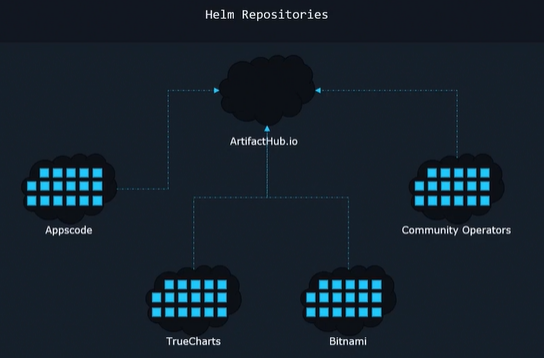 Helm Repositories
ArtifactHub.io
Appscode
Community Operators
TrueCharts
Bitnami